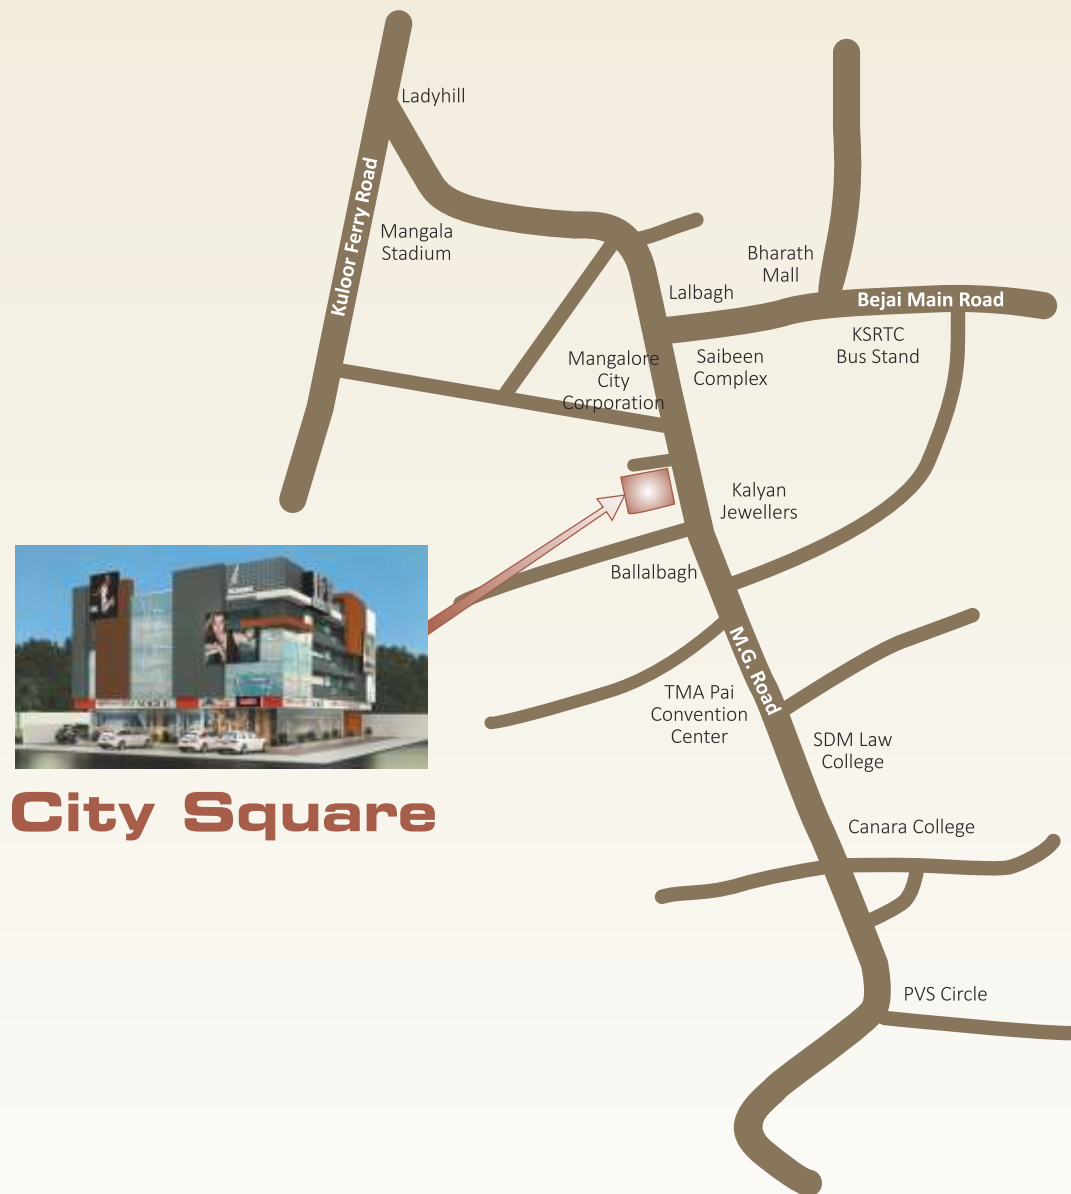 Ladyhill
Kuloor Ferry Road
Mangala
Stadium
Bharath
Mall
Lalbagh
Bejai Main Road
KSRTC
Bus Stand
Mangalore
City
Corporation
Saibeen
Complex
Kalyan
Jewellers
Ballalbagh
M.G. Road
TMA Pai
Convention
Center
SDM Law
College
City Square
Canara College
PVS Circle